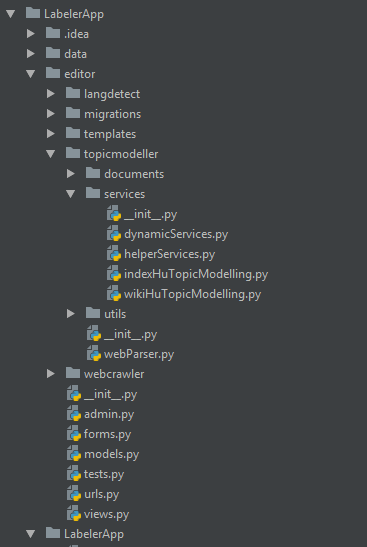 LabelerApp
.idea
data
editor
langdetect
migrations
templates
topicmodeller
documents
services
__init__.py
dynamicServices.py
helperServices.py
indexHuTopicModelling.py
wikiHuTopicModelling.py
utils
__init__.py
webParser.py
webcrawler
__init__.py
admin.py
forms.py
models.py
tests.py
urls.py
views.py
LabelerApp